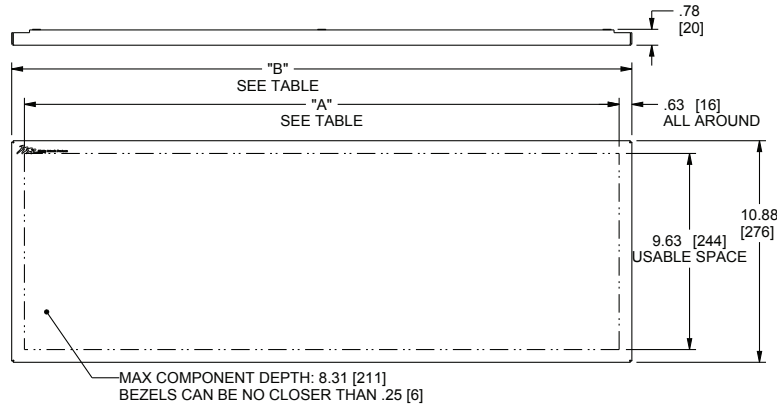 .78
[20]
"B"
SEE TABLE
"A"
SEE TABLE
.63 [16]
ALL AROUND
10.88
[276]
9.63 [244]
USABLE SPACE
MAX COMPONENT DEPTH: 8.31 [211]
BEZELS CAN BE NO CLOSER THAN .25 [6]